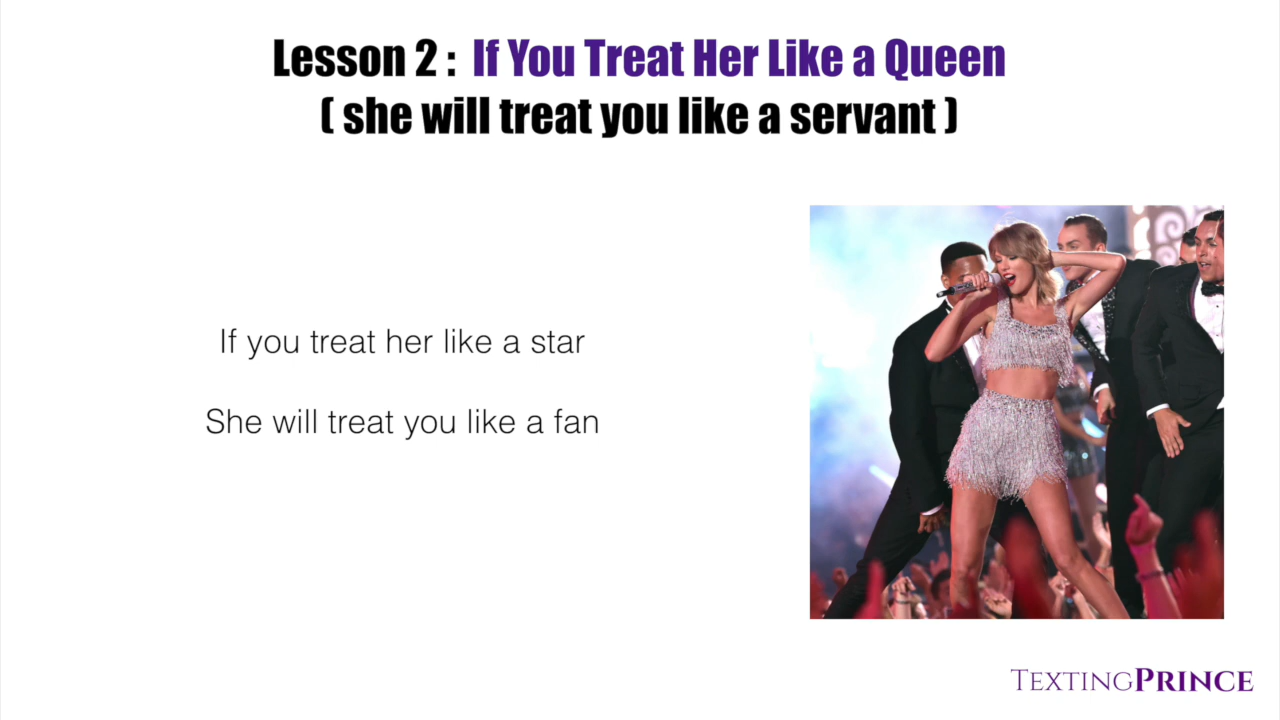 Lesson 2 : If You Treat Her Like a Queen
( she will treat you like a servant )
If you treat her like a star
She will treat you like a fan
TEXTINGPRINCE